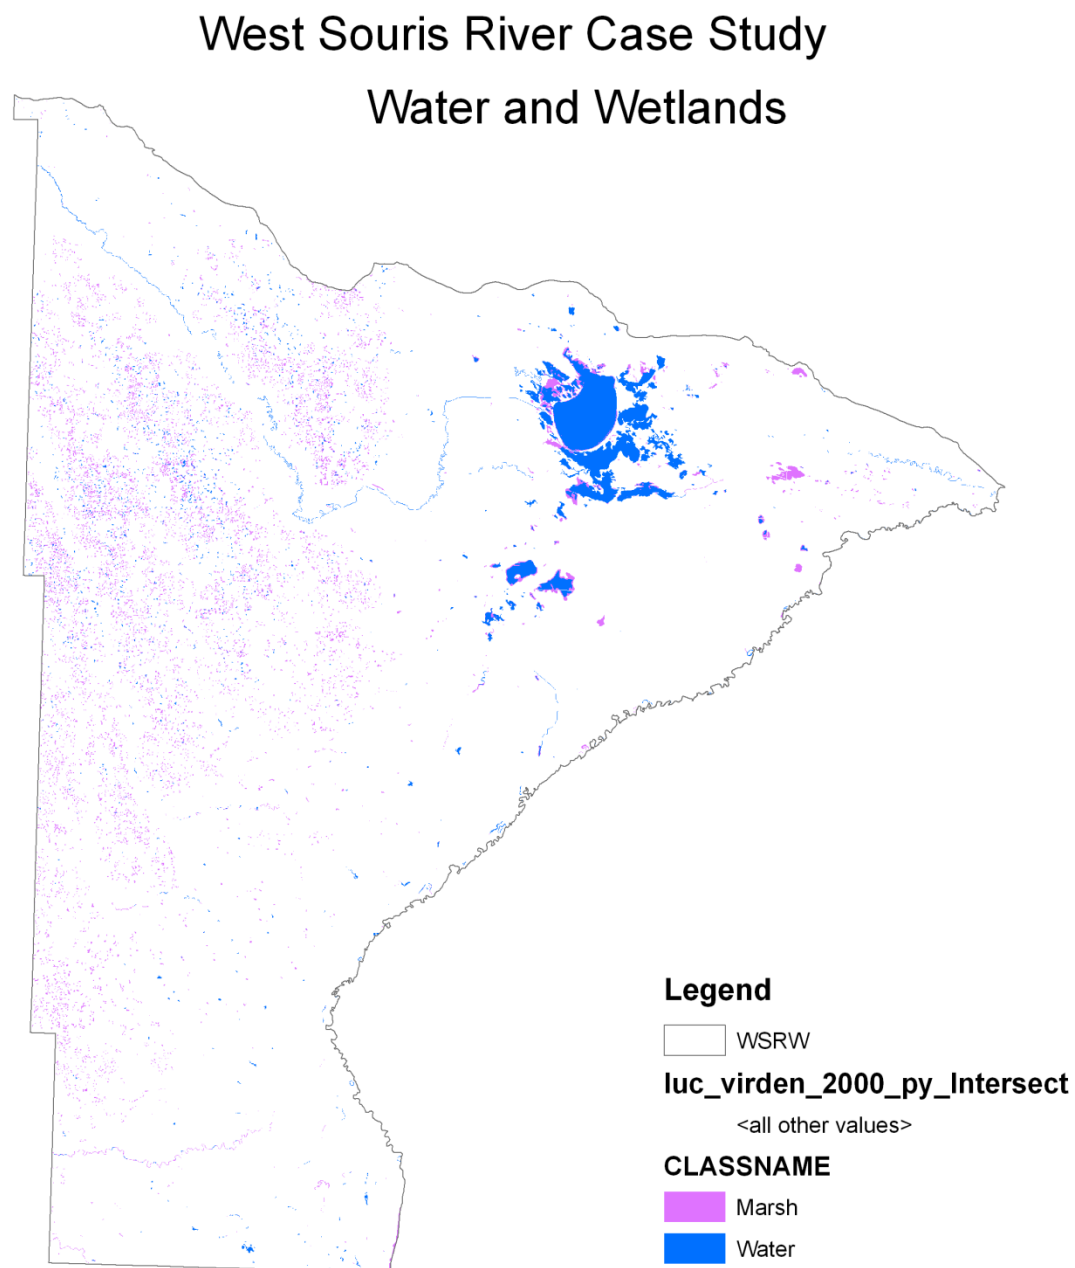 West Souris River Case Study
Water and Wetlands
Legend
WSRW
luc_virden_2000_py_Intersect
<all other values>
CLASSNAME
Marsh
Water